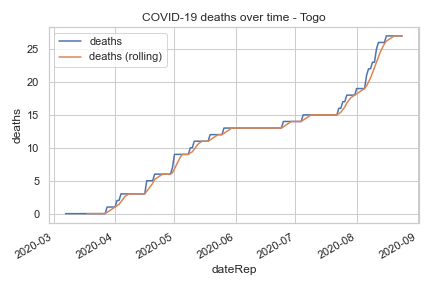 COVID-19 deaths over time - Togo
deaths
deaths (rolling)
deaths
25
20
15
10
5
0
2020-03
2020-04
2020-05
2020-06
2020-07
2020-08
2020-09
dateRep